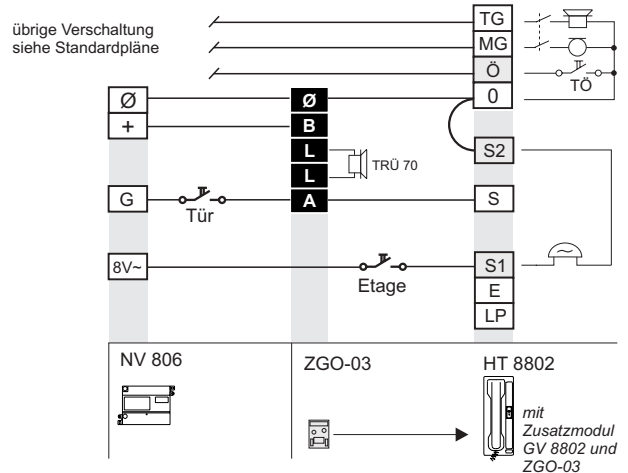 übrige Verschaltung
siehe Standardpläne
TG
MG
Ö
TÖ
Ø
Ø
0
+
B
L
S2
L
TRÜ 70
G
Tür
A
S
8V~
Etage
S1
E
LP
NV 806
ZGO-03
HT 8802
mit
Zusatzmodul
GV 8802 und
ZGO-03